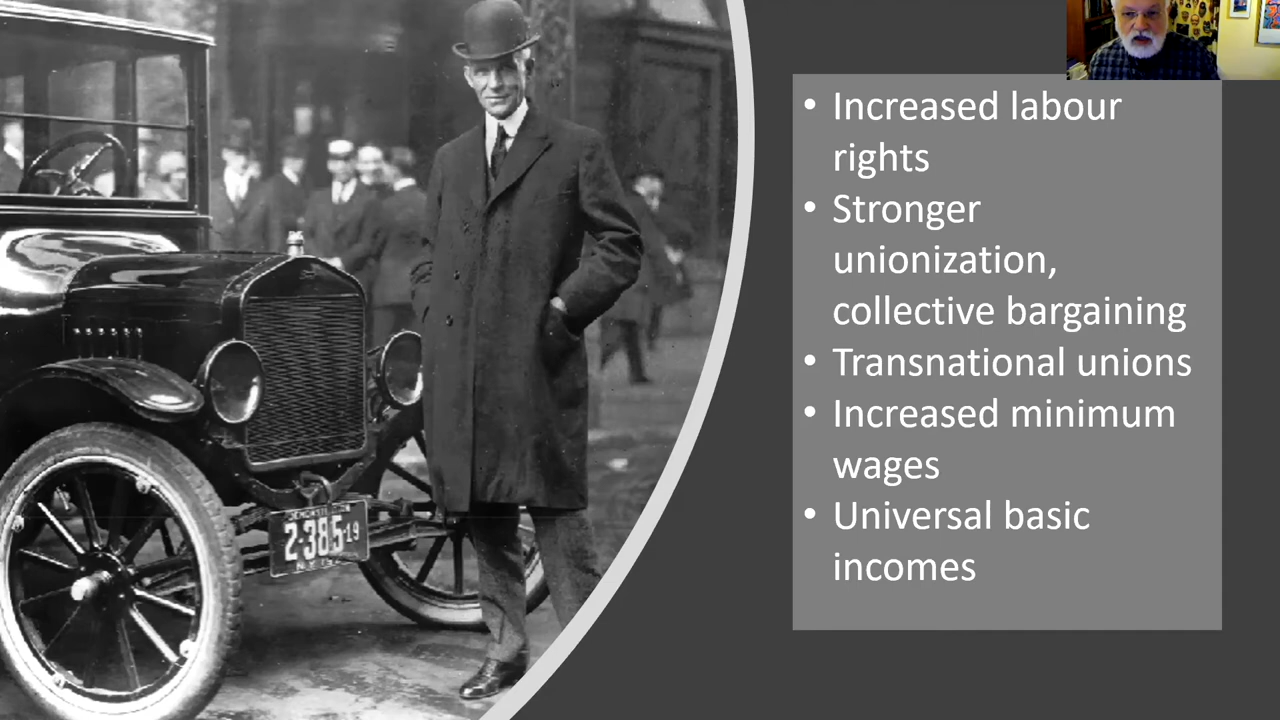 • Increased labour
rights
• Stronger
unionization,
collective bargaining
• Transnational unions
• Increased minimum
wages
• Universal basic
incomes
2-385-19